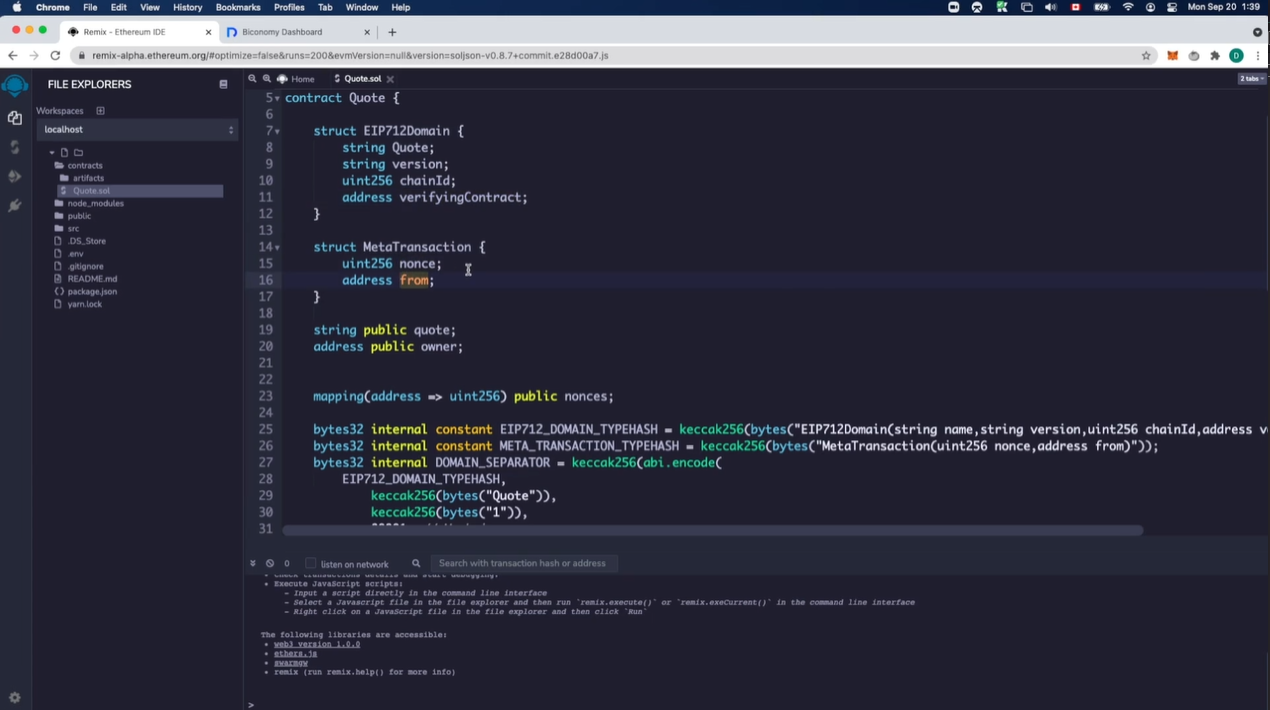 Chrome File Edit View History Bookmarks Profiles Tab Window Help Mon Sep 20 1:39
Remix - Ethereum IDE × Biconomy Dashboard × +
remix-alpha.ethereum.org/#optimize=false&runs=200&evmVersion=null&version=soljson-v0.8.7+commit.e28d00a7.js D
FILE EXPLORERS
Home Quote.sol 2 tabs
Workspaces
localhost
contracts
artifacts
Quote.sol
node_modules
public
src
.DS_Store
.env
.gitignore
README.md
package.json
yarn.lock
5 contract Quote {
6
7 struct EIP712Domain {
8 string Quote;
9 string version;
10 uint256 chainId;
11 address verifyingContract;
12 }
13
14 struct MetaTransaction {
15 uint256 nonce;
16 address from;
17 }
18
19 string public quote;
20 address public owner;
21
22
23 mapping(address => uint256) public nonces;
24
25 bytes32 internal constant EIP712_DOMAIN_TYPEHASH = keccak256(bytes("EIP712Domain(string name,string version,uint256 chainId,address v
26 bytes32 internal constant META_TRANSACTION_TYPEHASH = keccak256(bytes("MetaTransaction(uint256 nonce,address from)"));
27 bytes32 internal DOMAIN_SEPARATOR = keccak256(abi.encode(
28 EIP712_DOMAIN_TYPEHASH,
29 keccak256(bytes("Quote")),
30 keccak256(bytes("1")),
31
0 listen on network Search with transaction hash or address
• Check transactions details and start debugging.
• Execute JavaScript scripts:
- Input a script directly in the command line interface
- Select a Javascript file in the file explorer and then run `remix.execute()` or `remix.exeCurrent()` in the command line interface
- Right click on a JavaScript file in the file explorer and then click `Run`
The following libraries are accessible:
• web3 version 1.0.0
• ethers.js
• swarmgw
• remix (run remix.help() for more info)
>